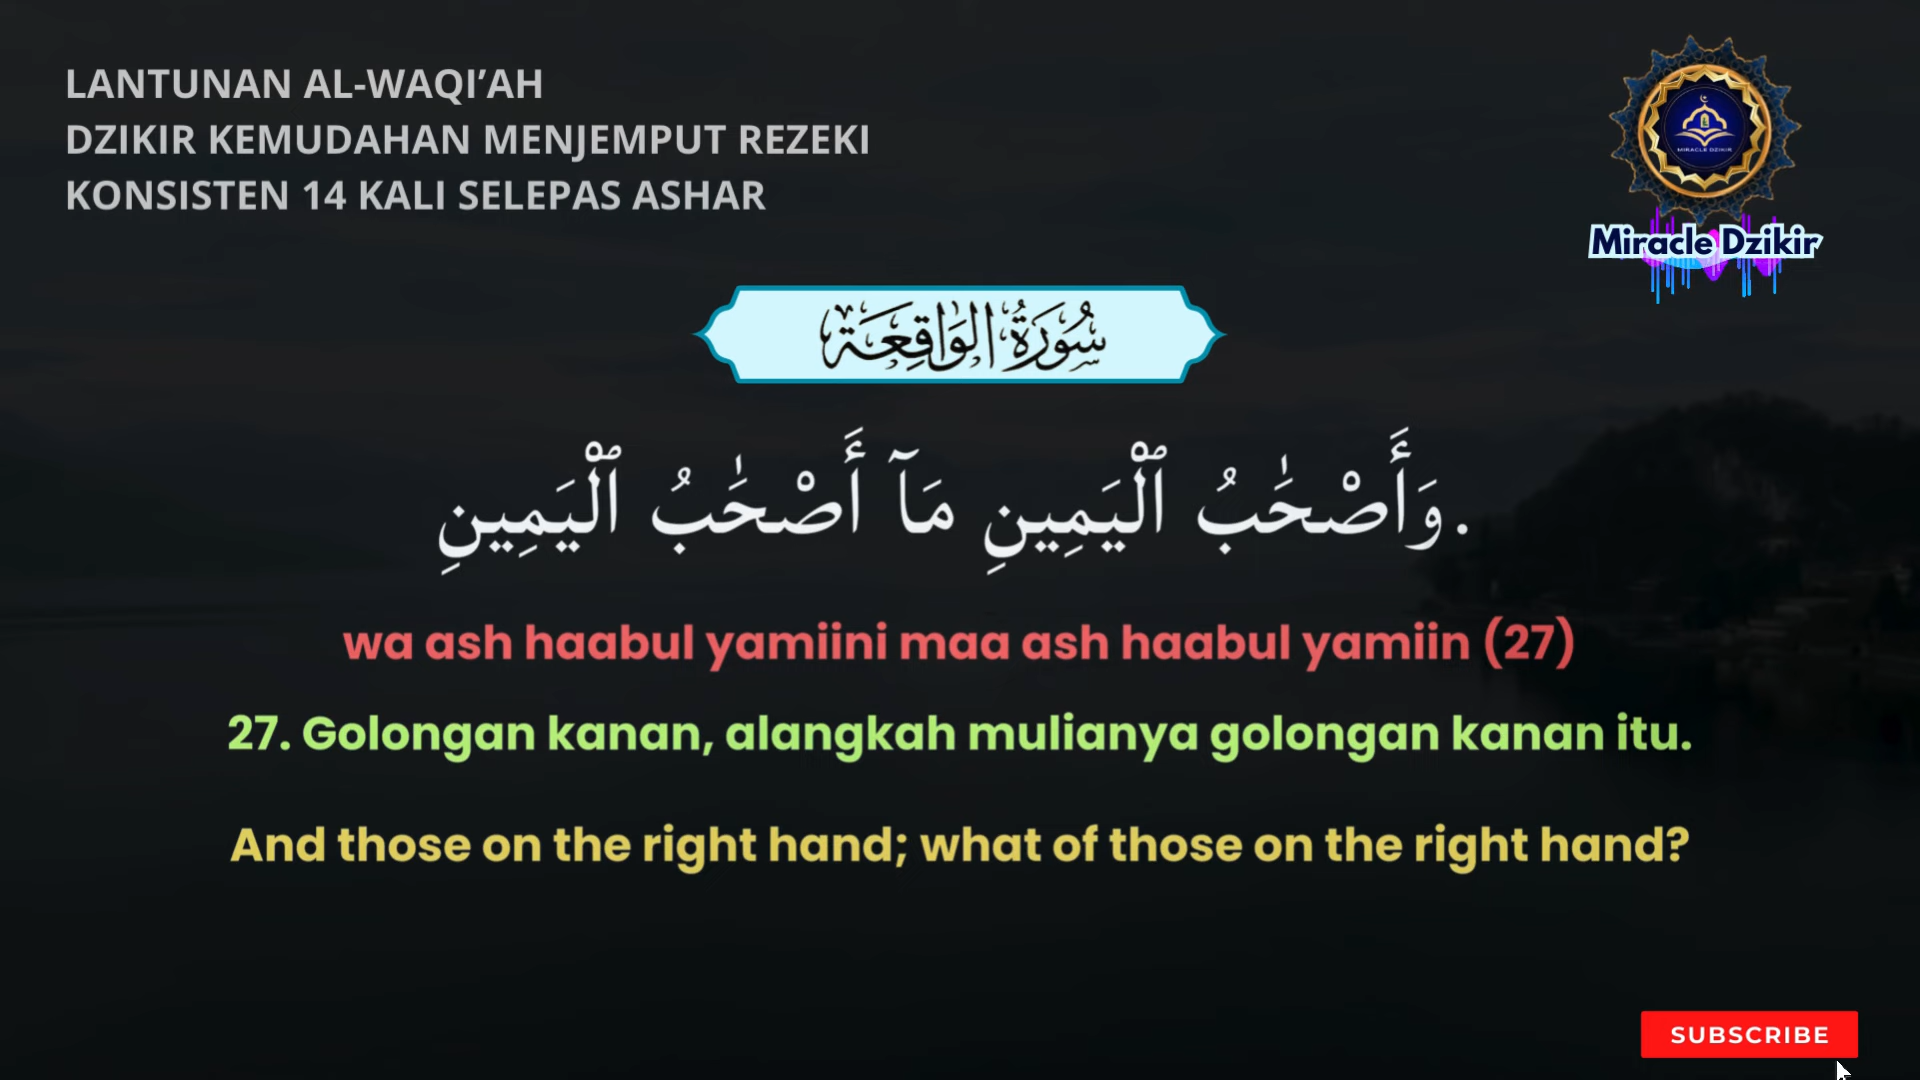 LANTUNAN AL-WAQI’AH
DZIKIR KEMUDAHAN MENJEMPUT REZEKI
KONSISTEN 14 KALI SELEPAS ASHAR
MIRACLE DZIKIR
Miracle Dzikir
سُورَةُ الوَاقِعَة
.وَأَصْحَٰبُ ٱلْيَمِينِ مَآ أَصْحَٰبُ ٱلْيَمِينِ
wa ash haabul yamiini maa ash haabul yamiin (27)
27. Golongan kanan, alangkah mulianya golongan kanan itu.
And those on the right hand; what of those on the right hand?
SUBSCRIBE